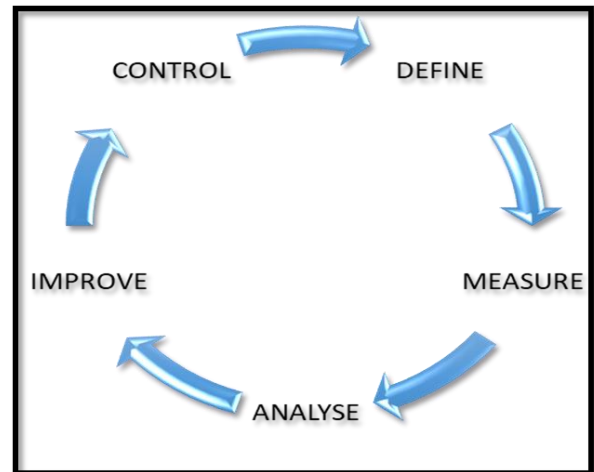 CONTROL
DEFINE
MEASURE
ANALYSE
IMPROVE